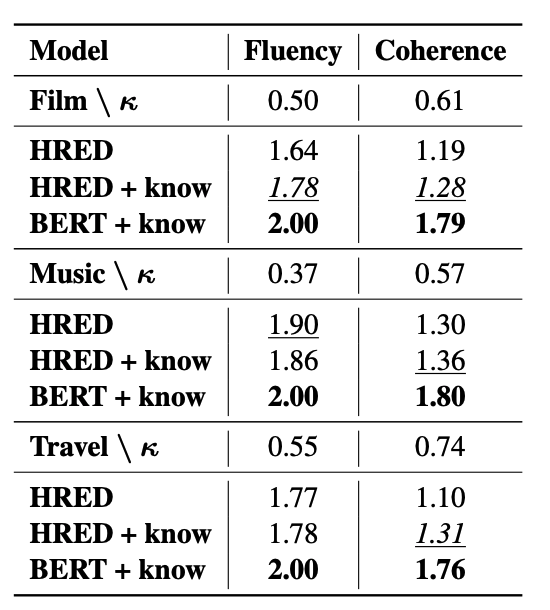 Model Fluency Coherence
Film \ κ 0.50 0.61
HRED 1.64 1.19
HRED + know 1.78 1.28
BERT + know 2.00 1.79
Music \ κ 0.37 0.57
HRED 1.90 1.30
HRED + know 1.86 1.36
BERT + know 2.00 1.80
Travel \ κ 0.55 0.74
HRED 1.77 1.10
HRED + know 1.78 1.31
BERT + know 2.00 1.76